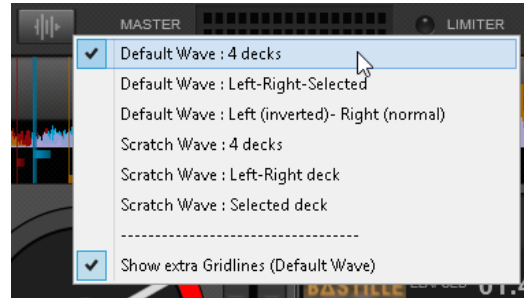 MASTER LIMITER
Default Wave : 4 decks
Default Wave : Left-Right-Selected
Default Wave : Left (inverted)- Right (normal)
Scratch Wave : 4 decks
Scratch Wave : Left-Right deck
Scratch Wave : Selected deck
-----------------------------------
Show extra Gridlines (Default Wave)
BASTILLE